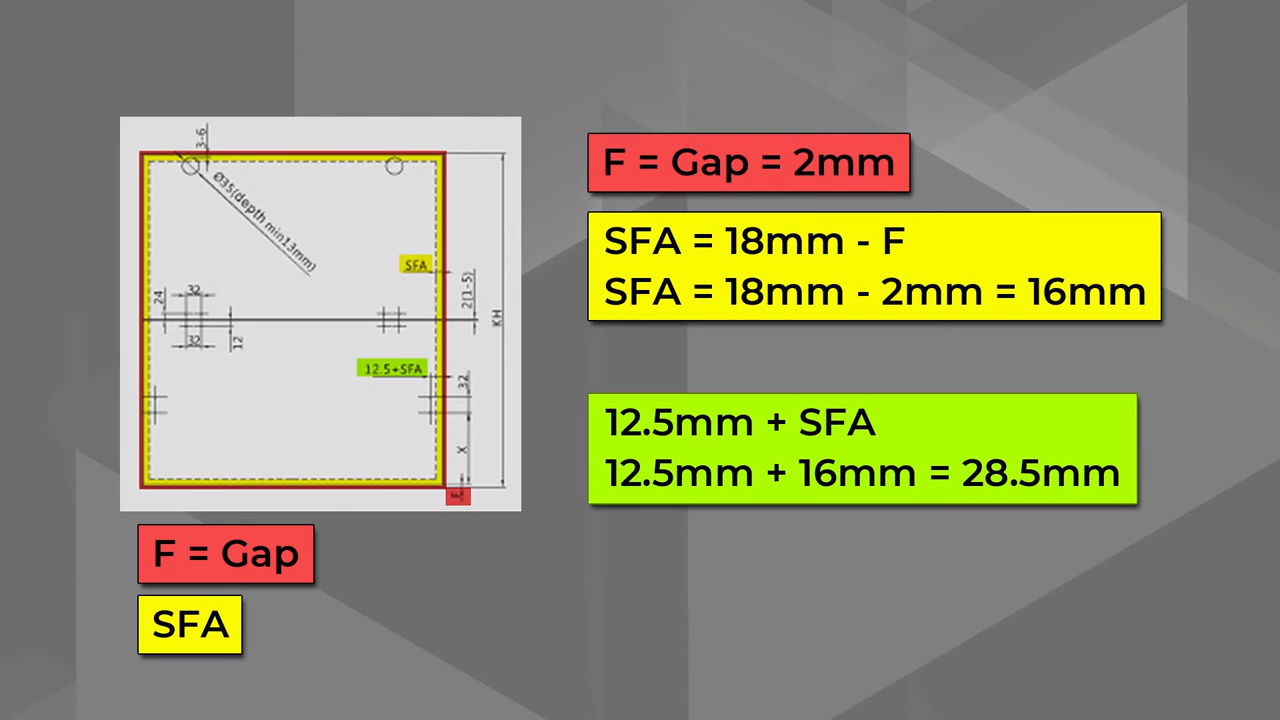 3-6
Ø35(depth min13mm)
SFA
24
32
2(1-5)
KH
32
12
12.5+SFA
32
X
F
F = Gap
SFA
F = Gap = 2mm
SFA = 18mm - F
SFA = 18mm - 2mm = 16mm
12.5mm + SFA
12.5mm + 16mm = 28.5mm